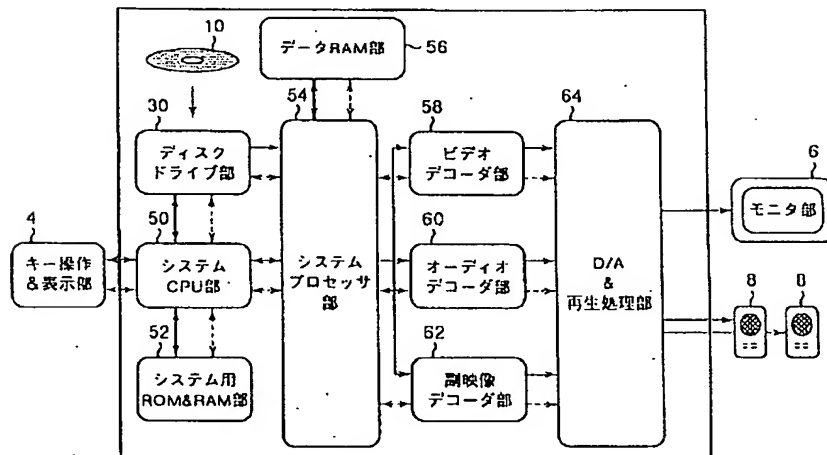 10
データRAM部
56
30
54
58
64
ディスク
ドライブ部
ビデオ
デコーダ部
6
モニタ部
4
キー操作
&表示部
50
システム
CPU部
システム
プロセッサ
部
60
オーディオ
デコーダ部
D/A
&
再生処理部
8
8
52
システム用
ROM&RAM部
62
副映像
デコーダ部